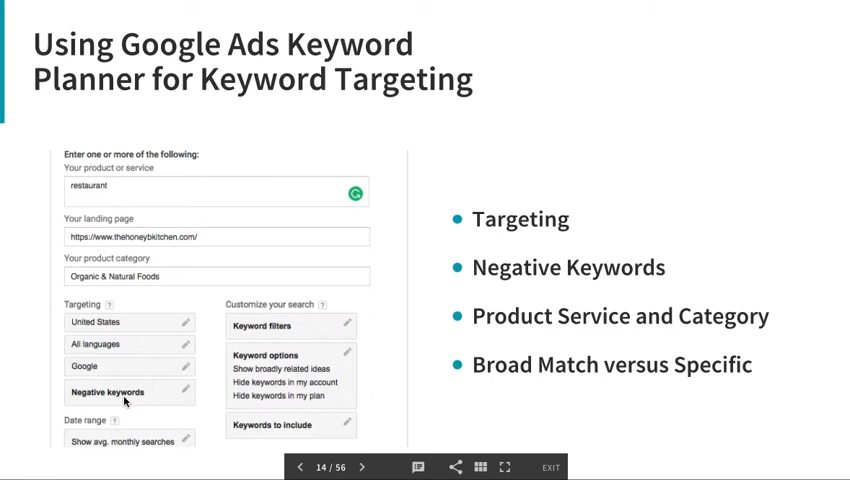 Using Google Ads Keyword
Planner for Keyword Targeting
Enter one or more of the following:
Your product or service
restaurant
Your landing page
https://www.thehoneybkitchen.com/
Your product category
Organic & Natural Foods
Targeting ?
United States
All languages
Google
Negative keywords
Date range ?
Show avg. monthly searches
Customize your search ?
Keyword filters
Keyword options
Show broadly related ideas
Hide keywords in my account
Hide keywords in my plan
Keywords to include
Targeting
Negative Keywords
Product Service and Category
Broad Match versus Specific
14 / 56
EXIT